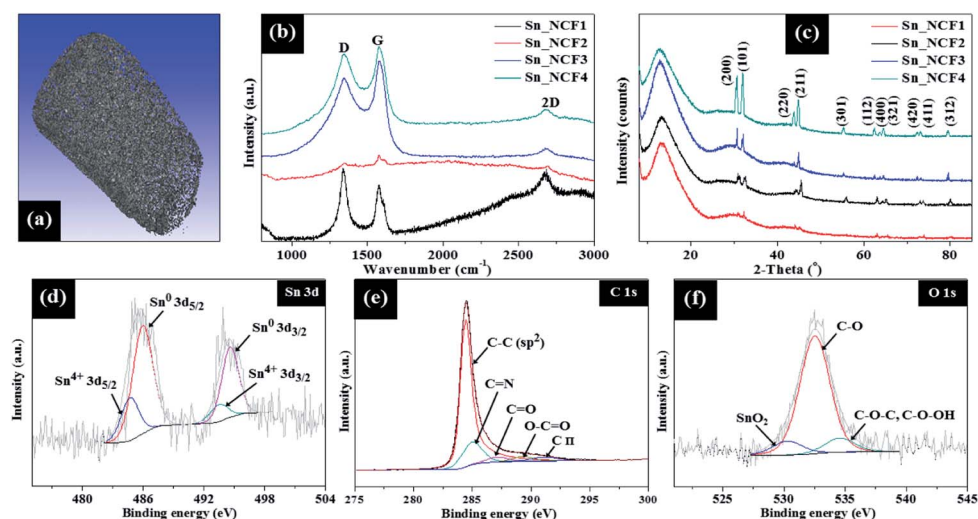 (a)
(b)
D
G
2D
Sn_NCF1
Sn_NCF2
Sn_NCF3
Sn_NCF4
Intensity (a.u.)
1000 1500 2000 2500 3000
Wavenumber (cm-1)
(c)
Sn_NCF1
Sn_NCF2
Sn_NCF3
Sn_NCF4
(200)
(101)
(220)
(211)
(301)
(112)
(400)
(321)
(420)
(411)
(312)
Intensity (counts)
20 40 60 80
2-Theta (°)
(d)
Sn 3d
Sn0 3d5/2
Sn0 3d3/2
Sn4+ 3d5/2
Sn4+ 3d3/2
Intensity (a.u.)
480 486 492 498 504
Binding energy (eV)
(e)
C 1s
C-C (sp2)
C=N
C=O
O-C=O
C Π
Intensity (a.u.)
275 280 285 290 295 300
Binding energy (eV)
(f)
O 1s
C-O
SnO2
C-O-C, C-O-OH
Intensity (a.u.)
525 530 535 540 545
Binding energy (eV)